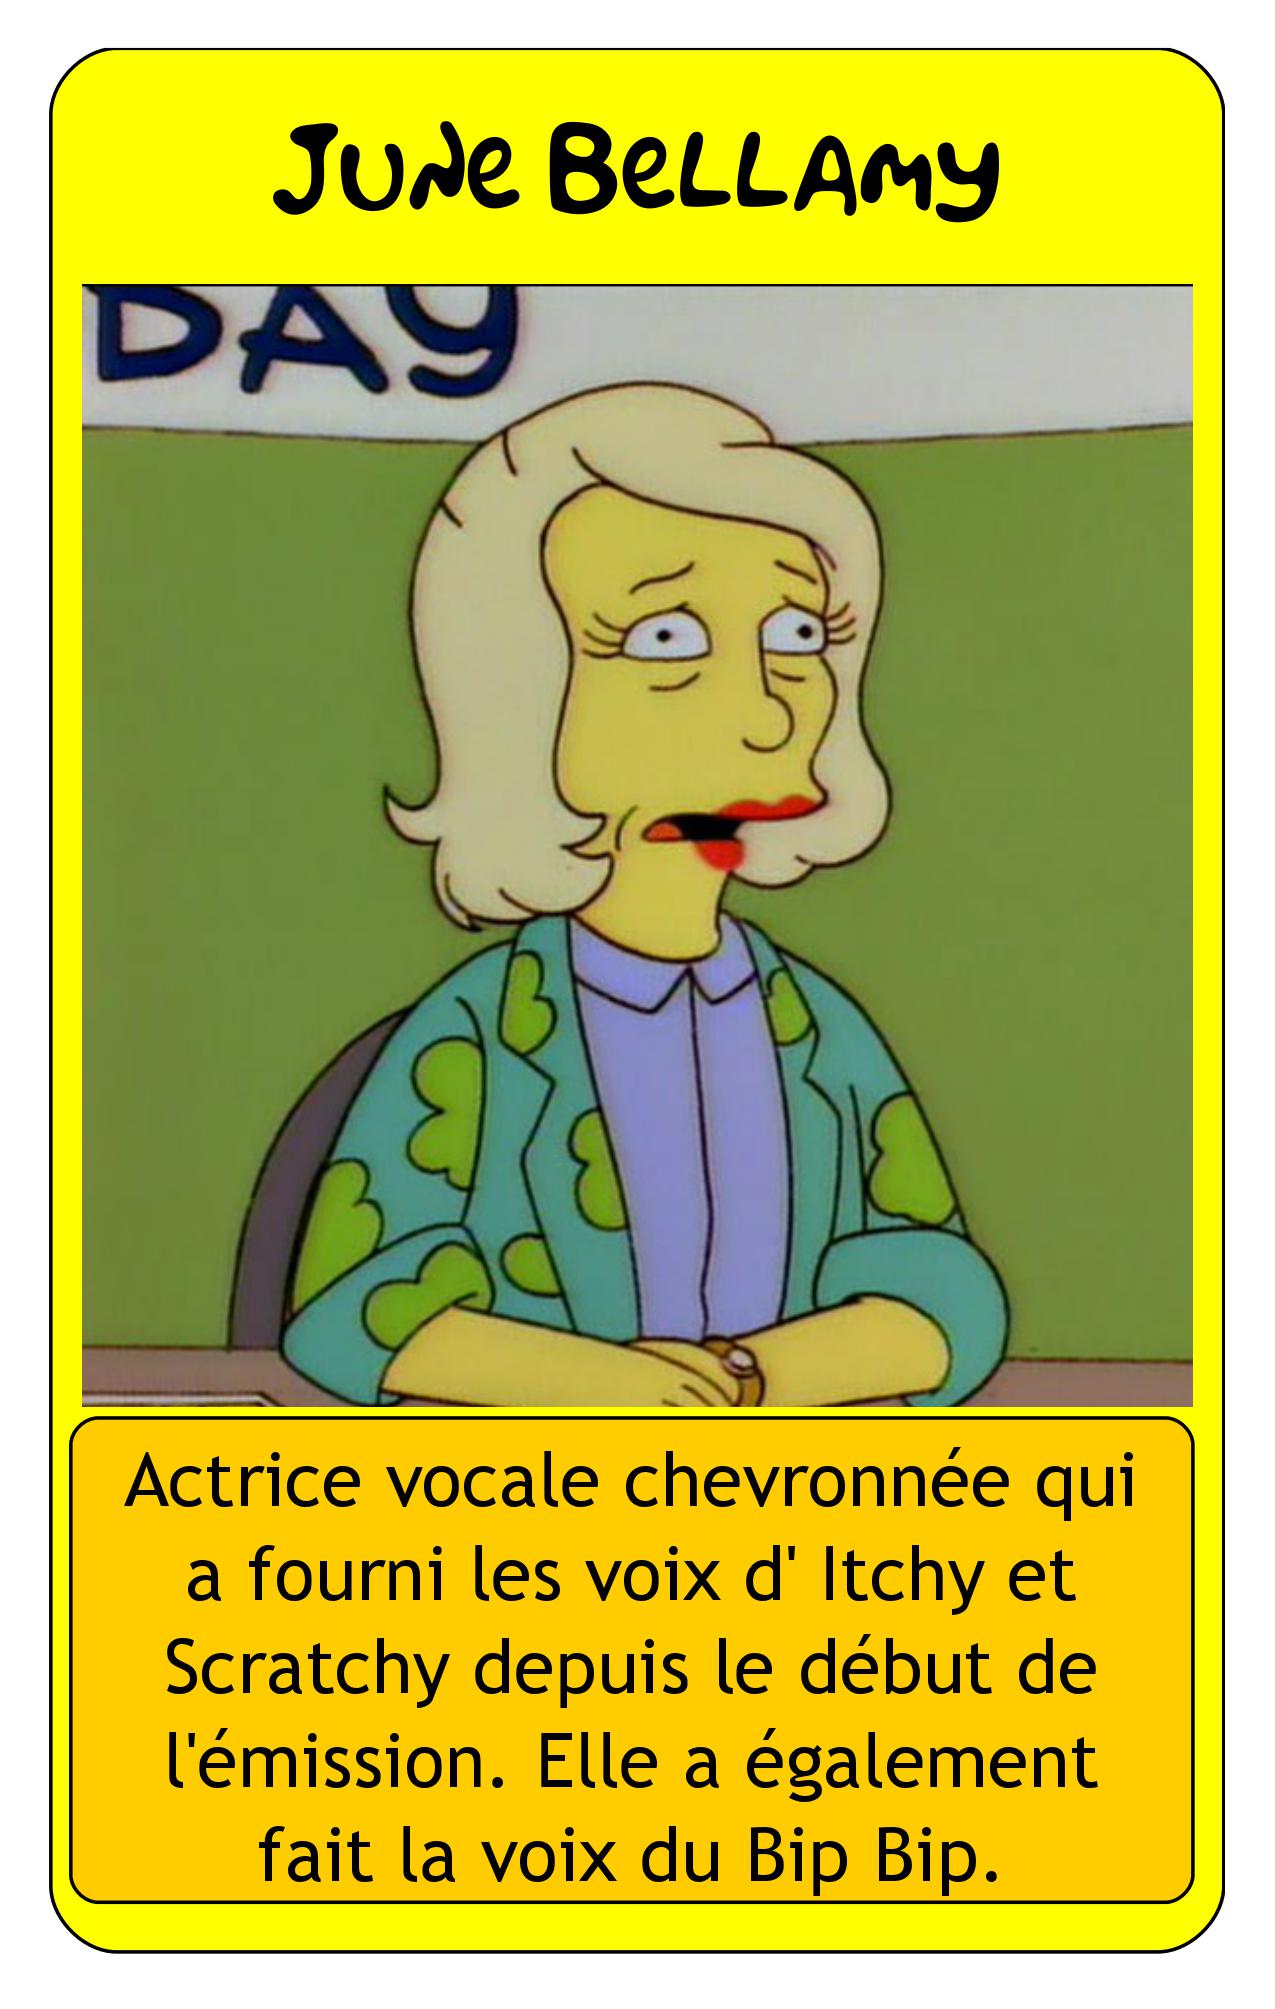 June Bellamy
DAY
Actrice vocale chevronnée qui
a fourni les voix d' Itchy et
Scratchy depuis le début de
l'émission. Elle a également
fait la voix du Bip Bip.